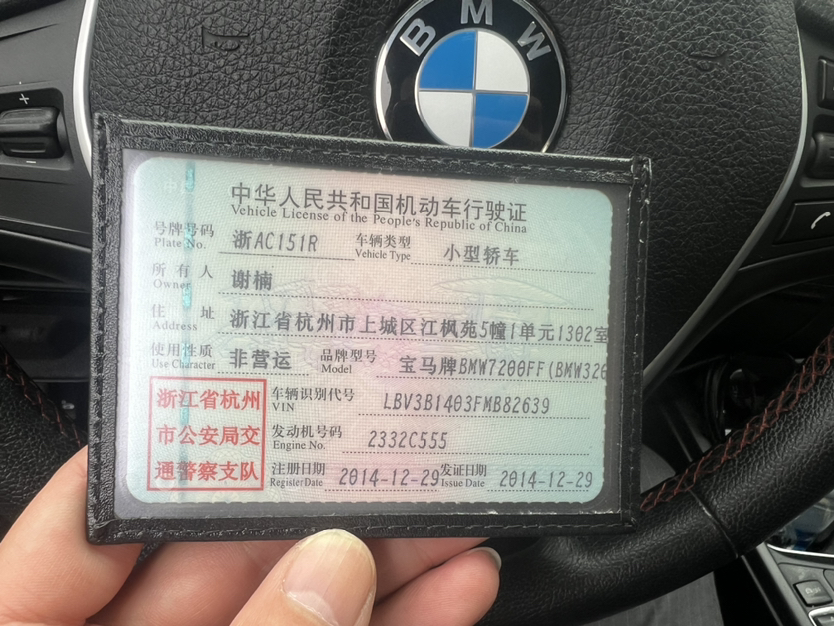 BMW
中华人民共和国机动车行驶证
Vehicle License of the People's Republic of China
号牌号码 浙AC151R 车辆类型 小型轿车
Plate No. Vehicle Type
所有人 谢楠
Owner
住址 浙江省杭州市上城区江枫苑5幢1单元1302室
Address
使用性质 非营运 品牌型号 宝马牌BMW7200FF(BMW320
Use Character Model
浙江省杭州
市公安局交
通警察支队
车辆识别代号 LBV3B1403FMB82639
VIN
发动机号码 2332C555
Engine No.
注册日期 2014-12-29 发证日期 2014-12-29
Register Date Issue Date